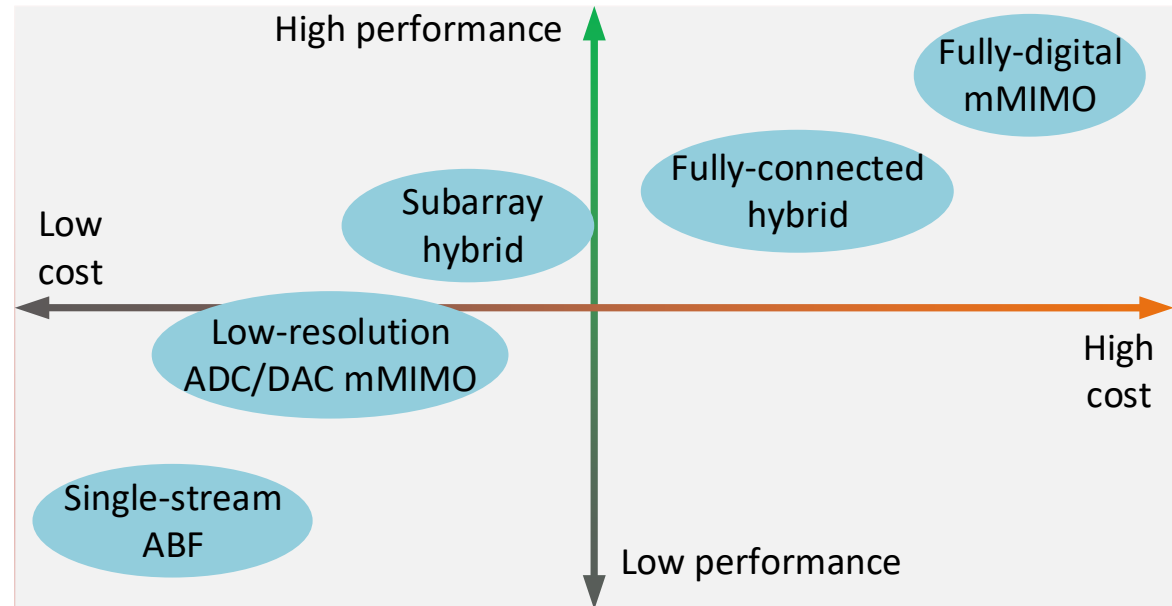 High performance
Fully-digital
mMIMO
Fully-connected
hybrid
Subarray
hybrid
Low
cost
Low-resolution
ADC/DAC mMIMO
High
cost
Single-stream
ABF
Low performance